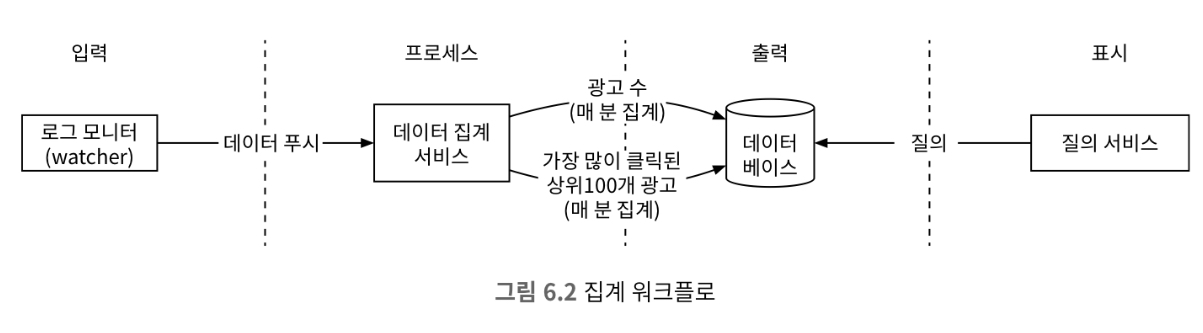 입력
프로세스
출력
표시
로그 모니터
(watcher)
데이터 푸시
데이터 집계
서비스
광고 수
(매 분 집계)
가장 많이 클릭된
상위100개 광고
(매 분 집계)
데이터
베이스
질의
질의 서비스
그림 6.2 집계 워크플로